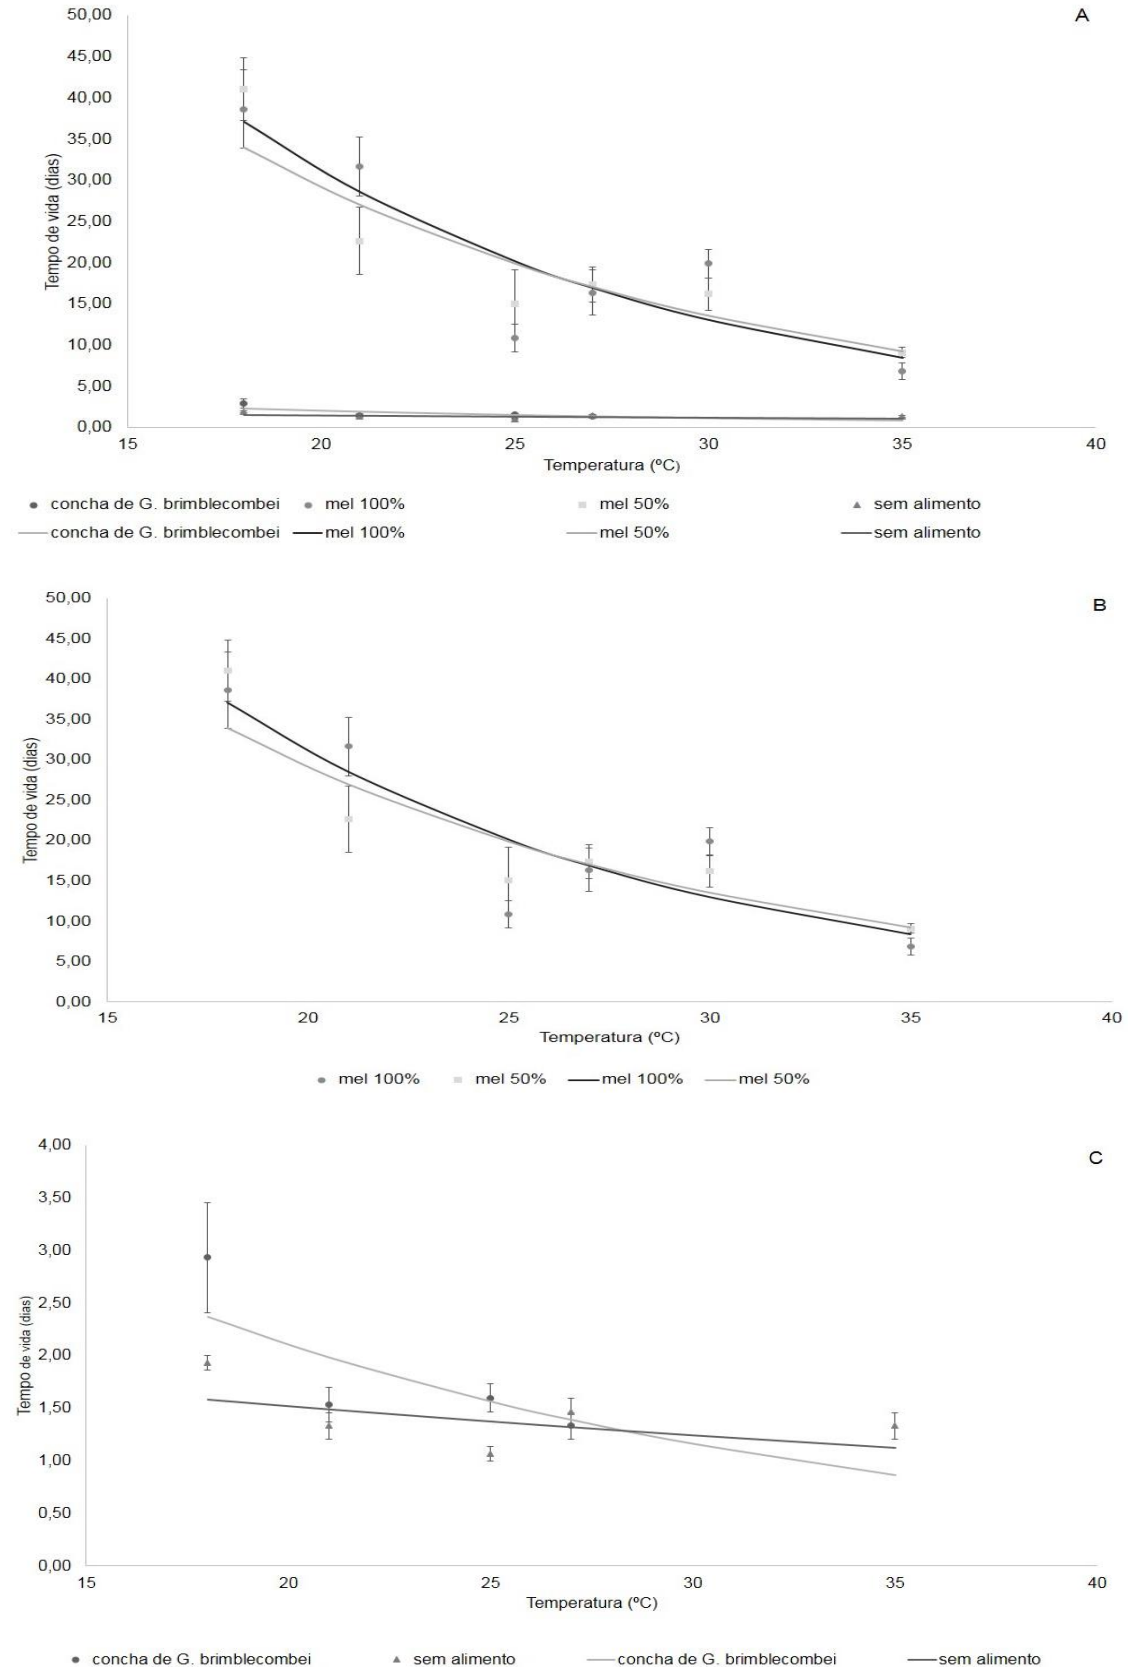 A
50,00
45,00
40,00
35,00
30,00
25,00
20,00
15,00
10,00
5,00
0,00
Tempo de vida (dias)
15 20 25 30 35 40
Temperatura (ºC)
concha de G. brimblecombei mel 100% mel 50% sem alimento
concha de G. brimblecombei mel 100% mel 50% sem alimento
B
50,00
45,00
40,00
35,00
30,00
25,00
20,00
15,00
10,00
5,00
0,00
Tempo de vida (dias)
15 20 25 30 35 40
Temperatura (ºC)
mel 100% mel 50% mel 100% mel 50%
C
4,00
3,50
3,00
2,50
2,00
1,50
1,00
0,50
0,00
Tempo de vida (dias)
15 20 25 30 35 40
Temperatura (ºC)
concha de G. brimblecombei sem alimento concha de G. brimblecombei sem alimento